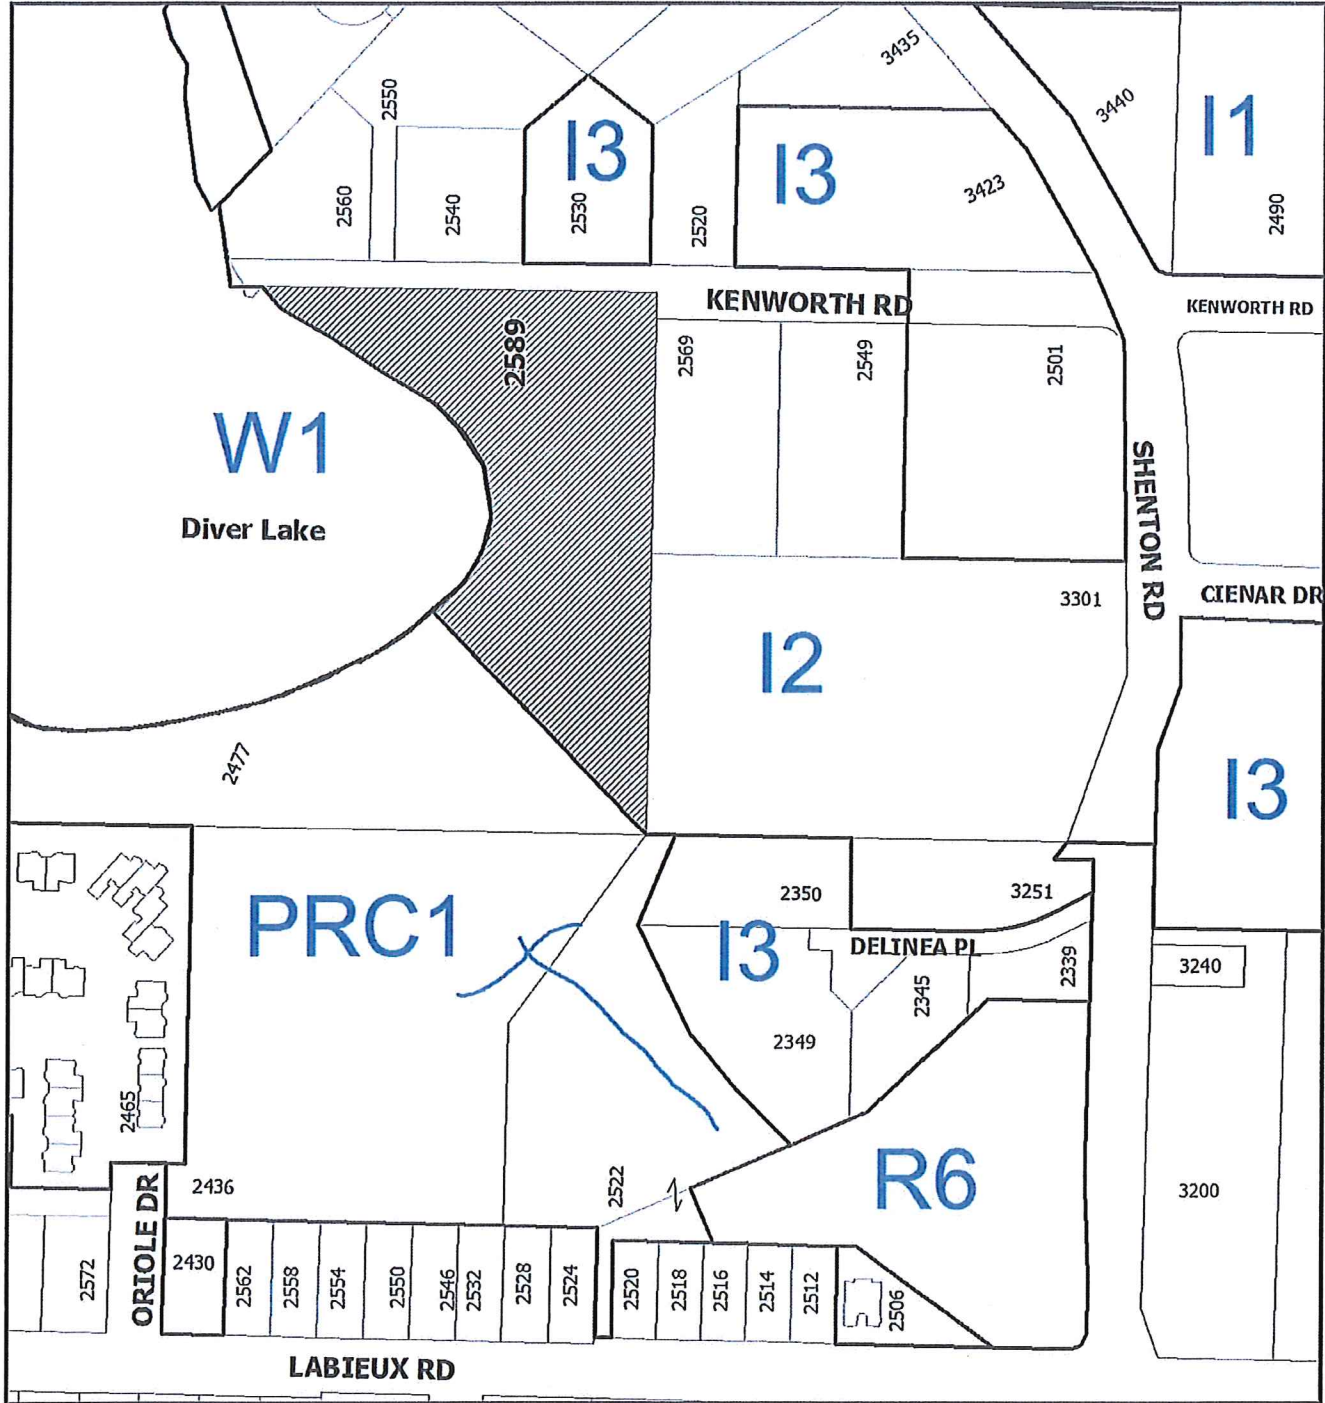 3435
3440
I1
2550
I3
I3
2560
2540
2530
2520
3423
2490
KENWORTH RD
KENWORTH RD
2589
2569
2549
2501
W1
Diver Lake
SHENTON RD
3301
CIENAR DR
I2
2477
I3
PRC1
2350
3251
I3
DELINEA PL
2339
3240
2345
2349
2465
2436
2522
R6
3200
ORIOLE DR
2572
2430
2562
2558
2554
2550
2546
2532
2528
2524
2520
2518
2516
2514
2512
2506
LABIEUX RD